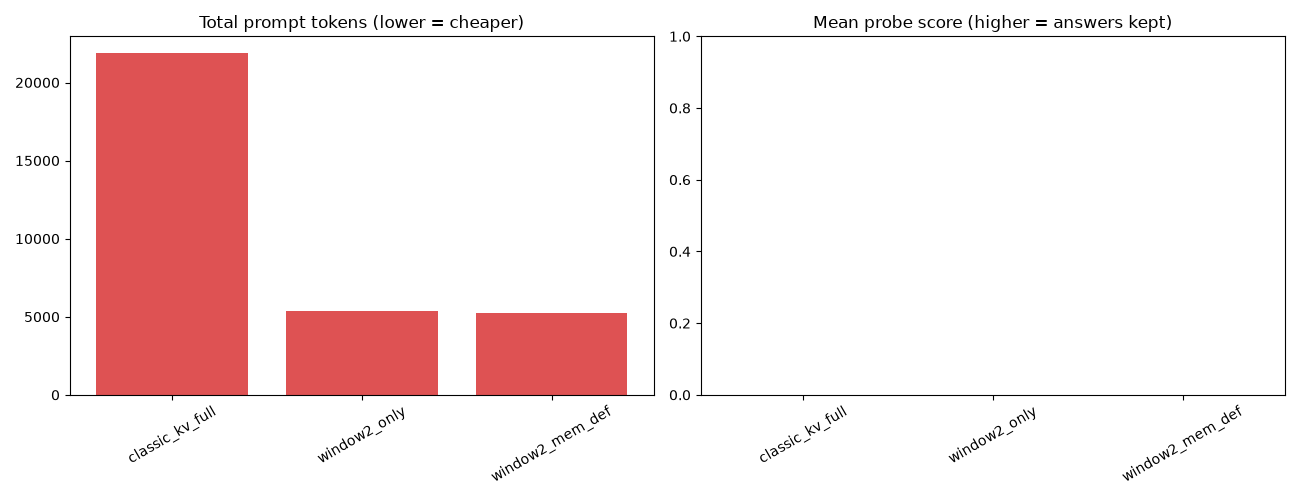 Total prompt tokens (lower = cheaper)
20000
15000
10000
5000
0
classic_kv_full
window2_only
window2_mem_def
Mean probe score (higher = answers kept)
1.0
0.8
0.6
0.4
0.2
0.0
classic_kv_full
window2_only
window2_mem_def